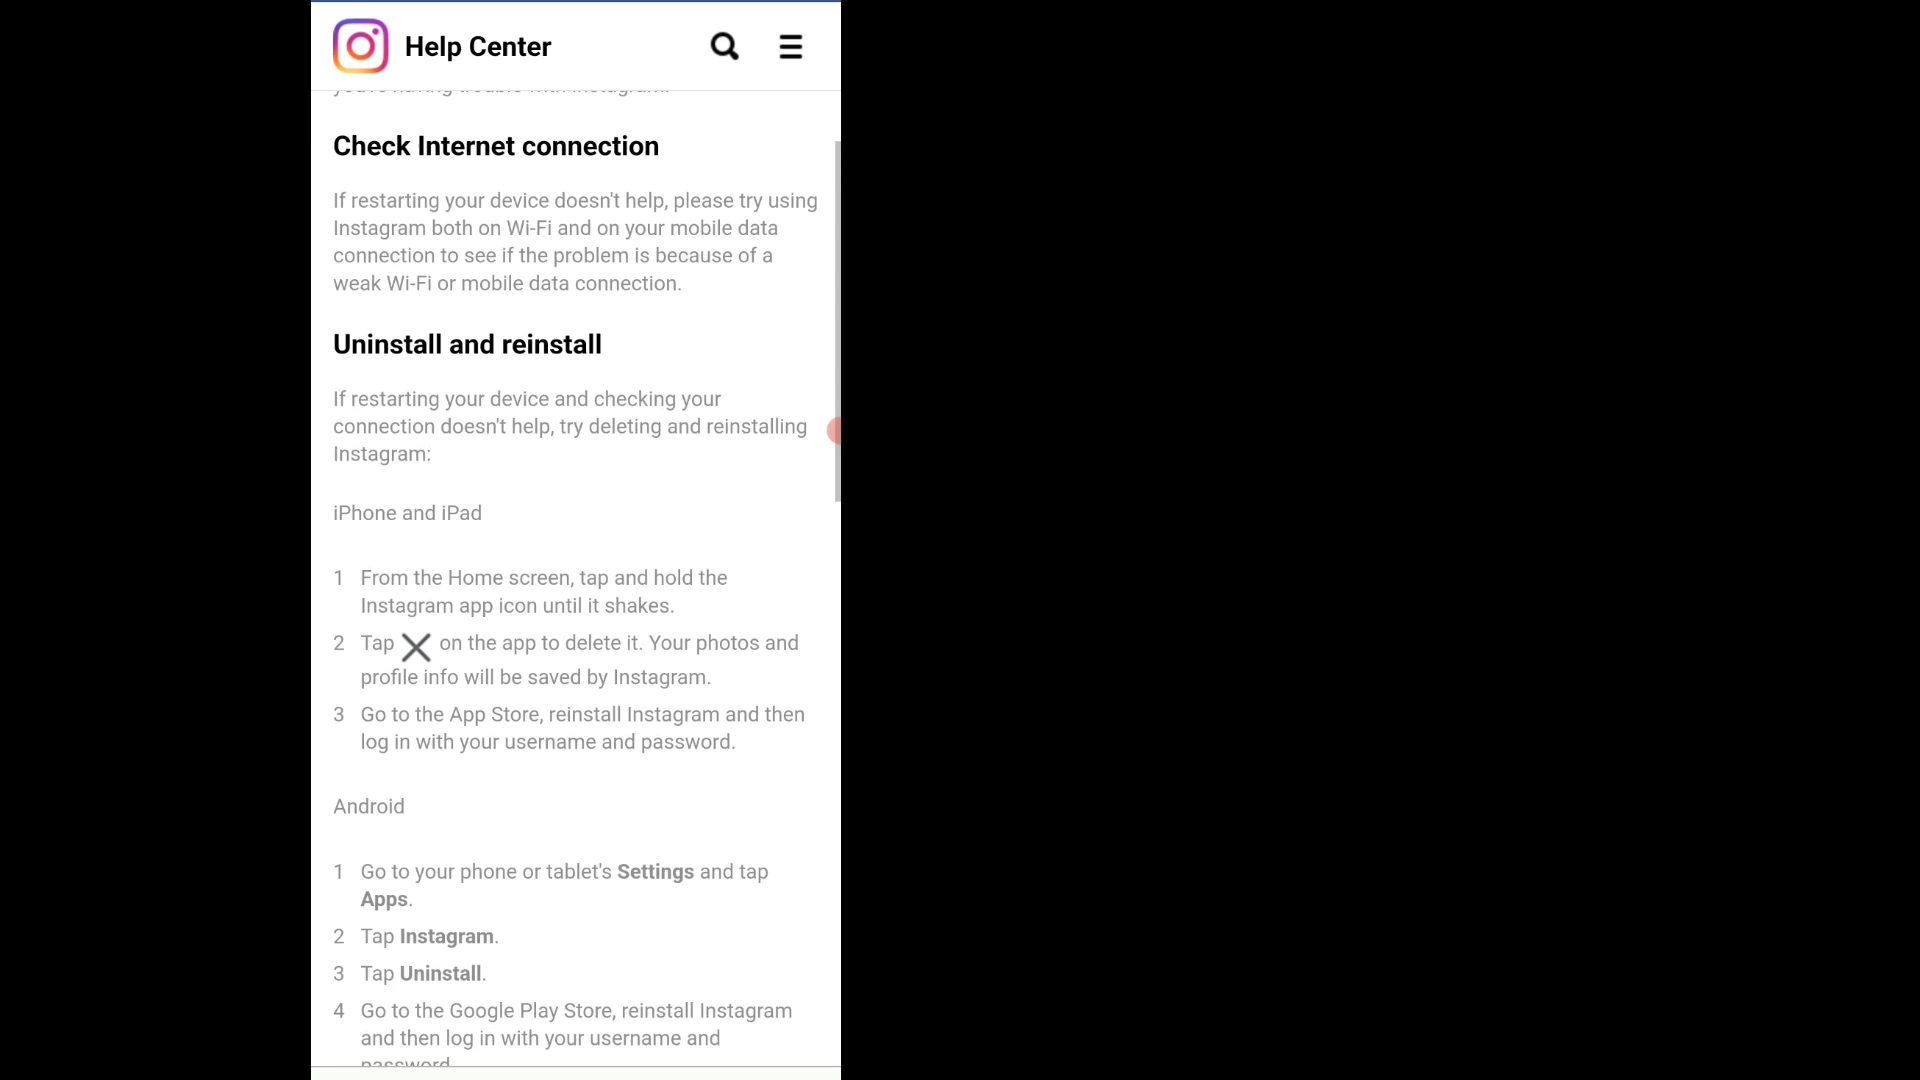 Help Center
you're having trouble with Instagram.
Check Internet connection
If restarting your device doesn't help, please try using
Instagram both on Wi-Fi and on your mobile data
connection to see if the problem is because of a
weak Wi-Fi or mobile data connection.
Uninstall and reinstall
If restarting your device and checking your
connection doesn't help, try deleting and reinstalling
Instagram:
iPhone and iPad
1 From the Home screen, tap and hold the
Instagram app icon until it shakes.
2 Tap on the app to delete it. Your photos and
profile info will be saved by Instagram.
3 Go to the App Store, reinstall Instagram and then
log in with your username and password.
Android
1 Go to your phone or tablet's Settings and tap
Apps.
2 Tap Instagram.
3 Tap Uninstall.
4 Go to the Google Play Store, reinstall Instagram
and then log in with your username and
password.